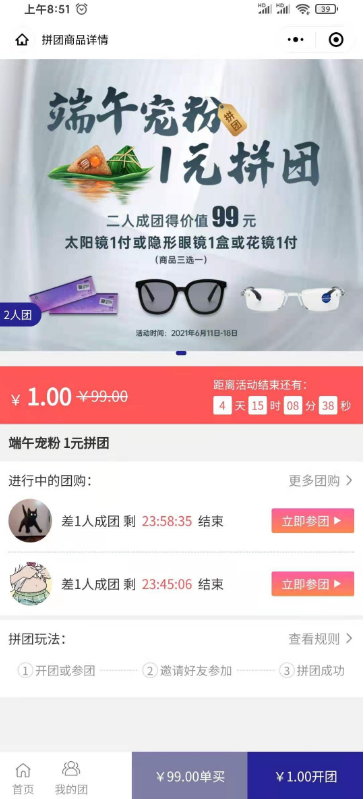 上午8:51
HD
HD
39
拼团商品详情
端午宠粉
拼团
1元拼团
二人成团得价值99元
太阳镜1付或隐形眼镜1盒或花镜1付
(商品三选一)
2人团
活动时间：2021年6月11日-18日
￥1.00 ￥99.00
距离活动结束还有：
4天15时08分38秒
端午宠粉 1元拼团
进行中的团购：
更多团购 >
差1人成团 剩 23:58:35 结束
立即参团
差1人成团 剩 23:45:06 结束
立即参团
拼团玩法：
查看规则 >
1 开团或参团
2 邀请好友参加
3 拼团成功
首页
我的团
￥99.00单买
￥1.00开团